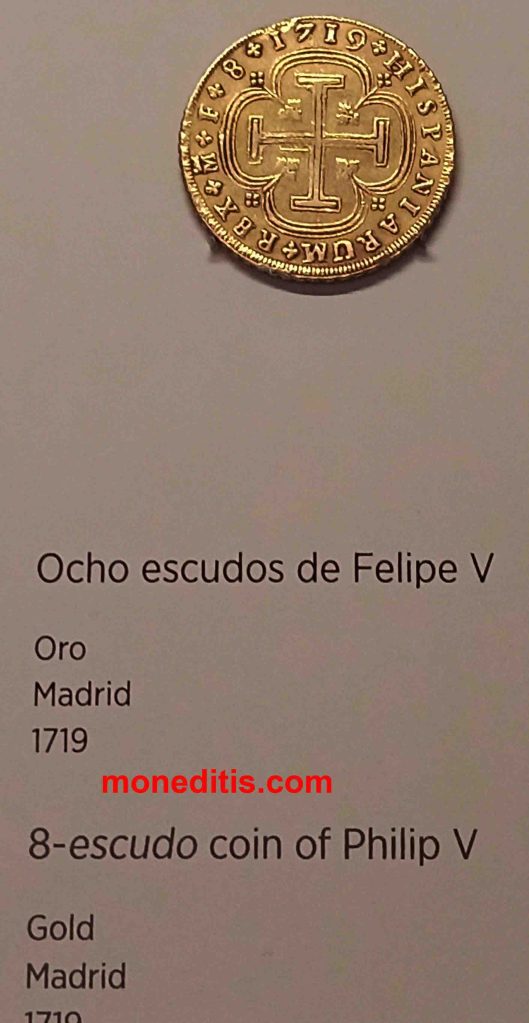 1719 HISPANIARUM REX M F 8
Ocho escudos de Felipe V
Oro
Madrid
1719
moneditis.com
8-escudo coin of Philip V
Gold
Madrid
1719